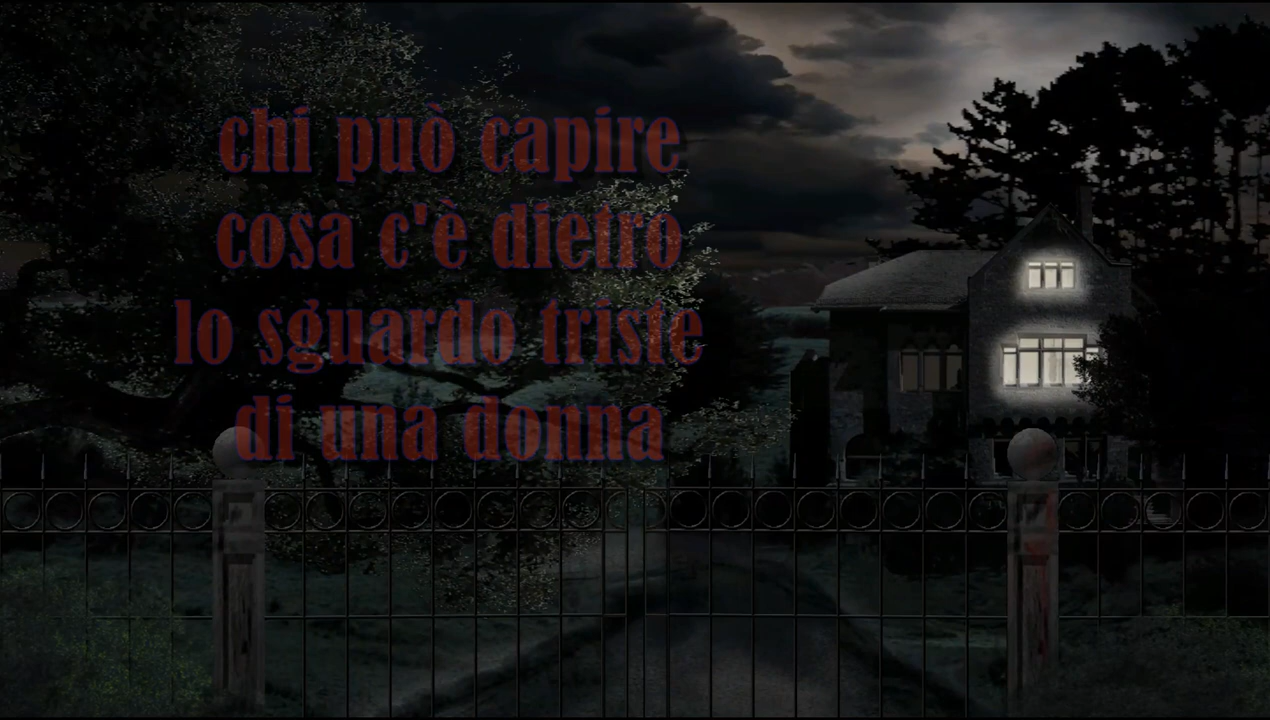 chi può capire
cosa c'è dietro
lo sguardo triste
di una donna